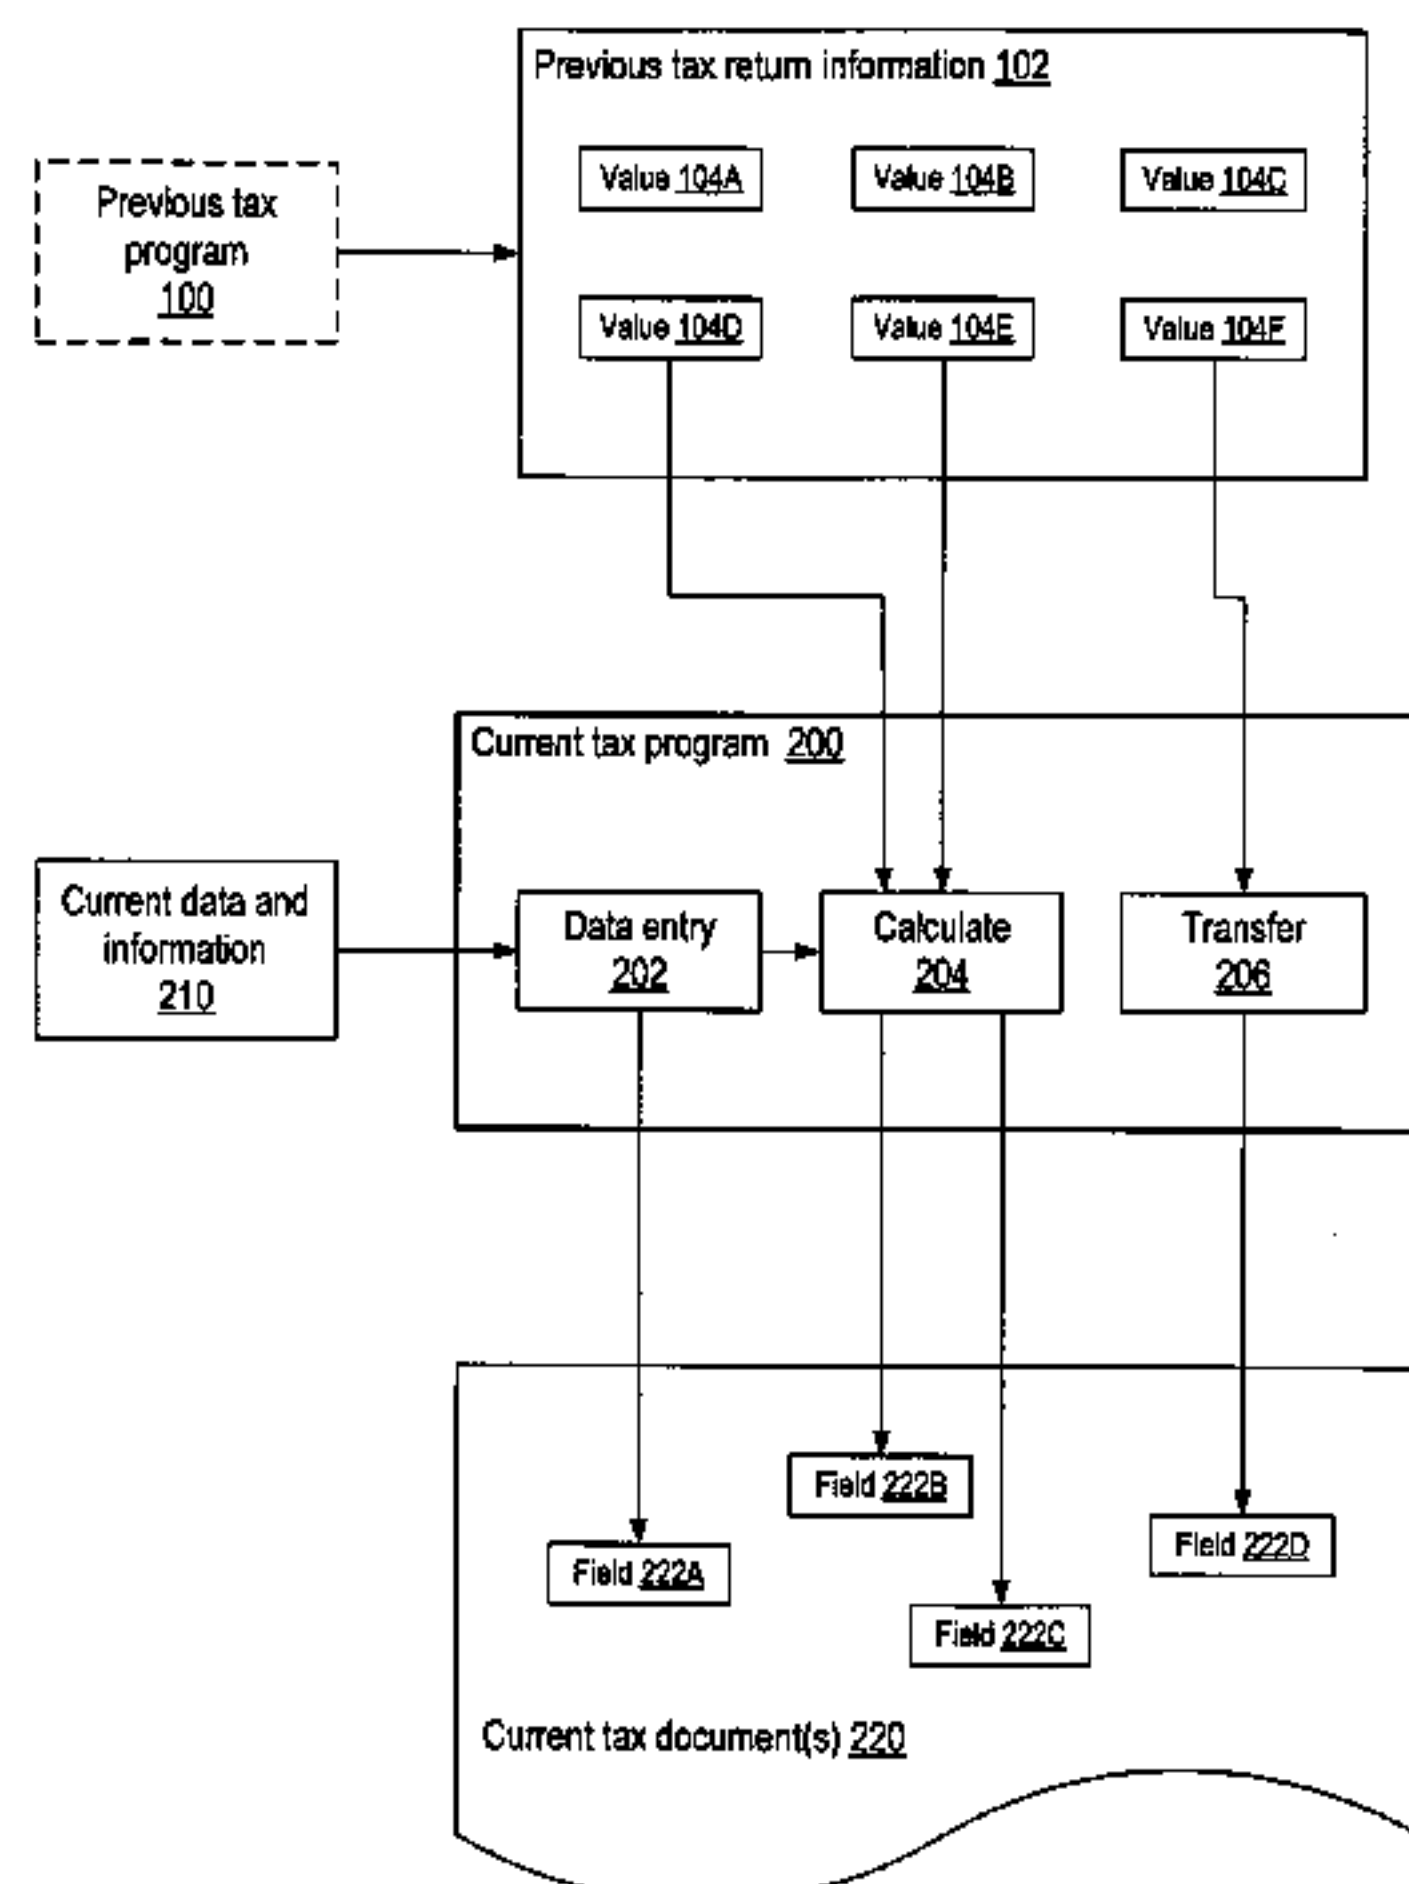 Previous tax return information 102
Value 104A
Value 104B
Value 104C
Previous tax
program
100
Value 104D
Value 104E
Value 104F
Current tax program 200
Current data and
information
210
Data entry
202
Calculate
204
Transfer
206
Field 222B
Field 222D
Field 222A
Field 222C
Current tax document(s) 220